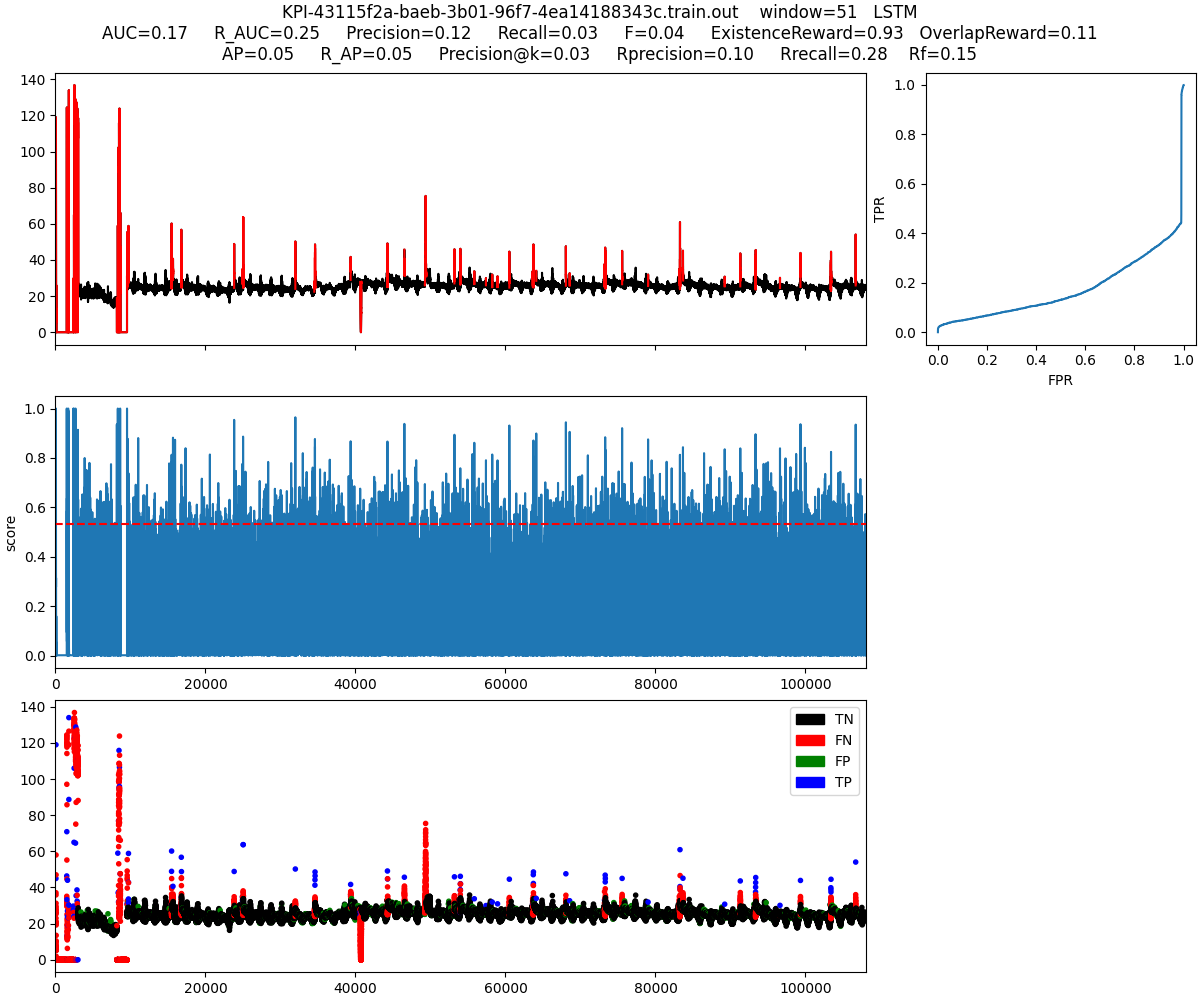 KPI-43115f2a-baeb-3b01-96f7-4ea14188343c.train.out    window=51   LSTM
AUC=0.17     R_AUC=0.25     Precision=0.12     Recall=0.03     F=0.04     ExistenceReward=0.93   OverlapReward=0.11
AP=0.05     R_AP=0.05     Precision@k=0.03     Rprecision=0.10     Rrecall=0.28     Rf=0.15
140
120
100
80
60
40
20
0
1.0
0.8
0.6
0.4
0.2
0.0
TPR
0.0 0.2 0.4 0.6 0.8 1.0
FPR
1.0
0.8
0.6
0.4
0.2
0.0
score
0 20000 40000 60000 80000 100000
140
120
100
80
60
40
20
0
TN
FN
FP
TP
0 20000 40000 60000 80000 100000